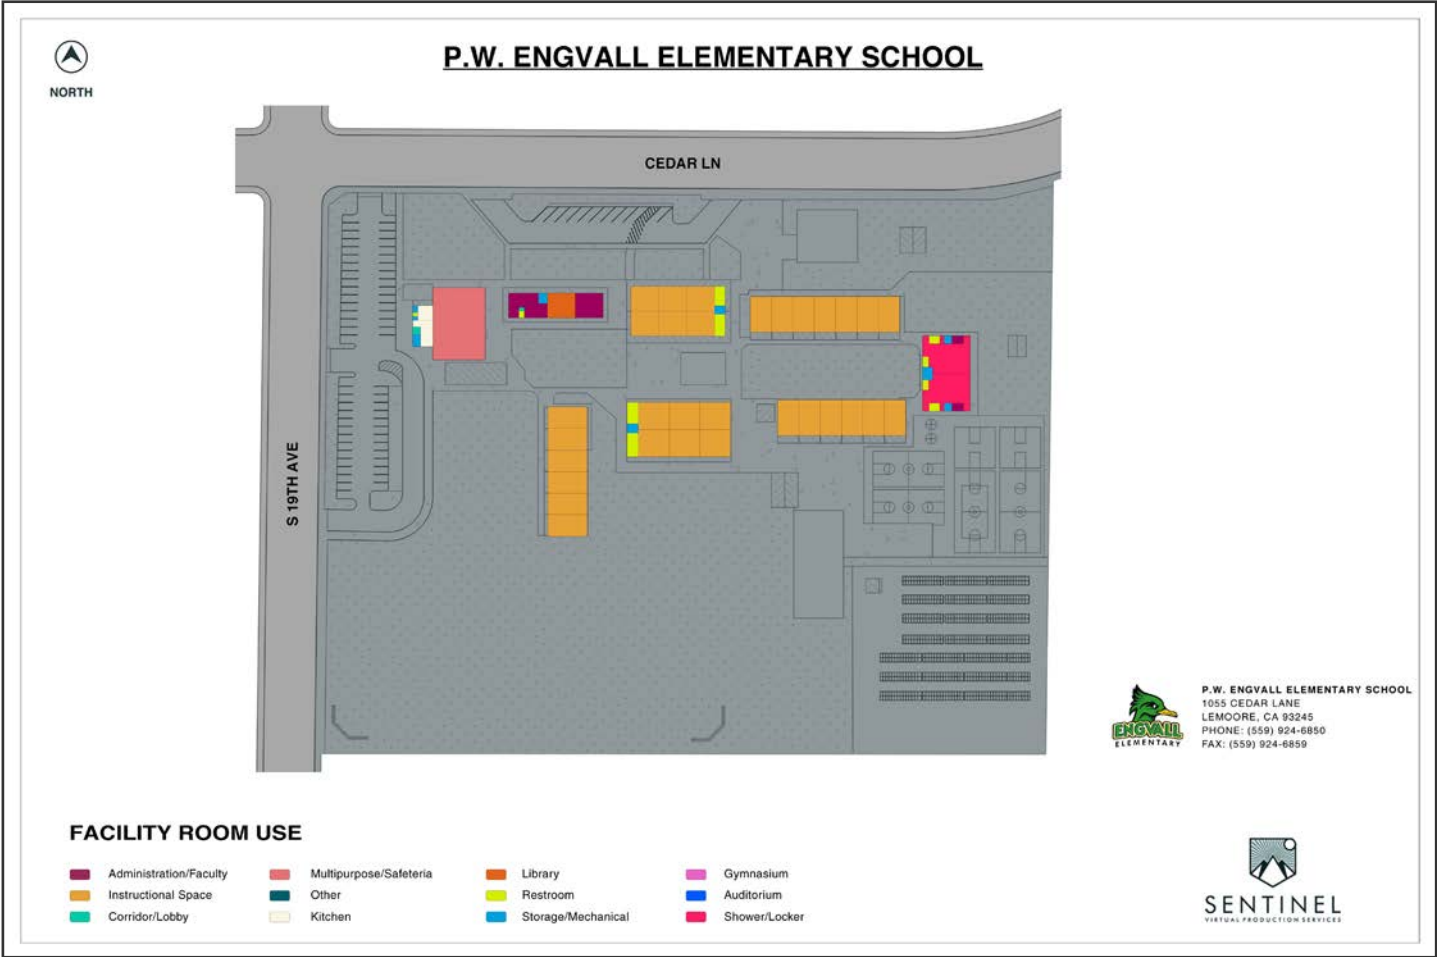 P.W. ENGVALL ELEMENTARY SCHOOL
NORTH
CEDAR LN
S 19TH AVE
P.W. ENGVALL ELEMENTARY SCHOOL
1055 CEDAR LANE
LEMOORE, CA 93245
PHONE: (559) 924-6850
FAX: (559) 924-6859
ENGVALL
ELEMENTARY
FACILITY ROOM USE
Administration/Faculty
Instructional Space
Corridor/Lobby
Multipurpose/Safeteria
Other
Kitchen
Library
Restroom
Storage/Mechanical
Gymnasium
Auditorium
Shower/Locker
SENTINEL
VIRTUAL PRODUCTION SERVICES